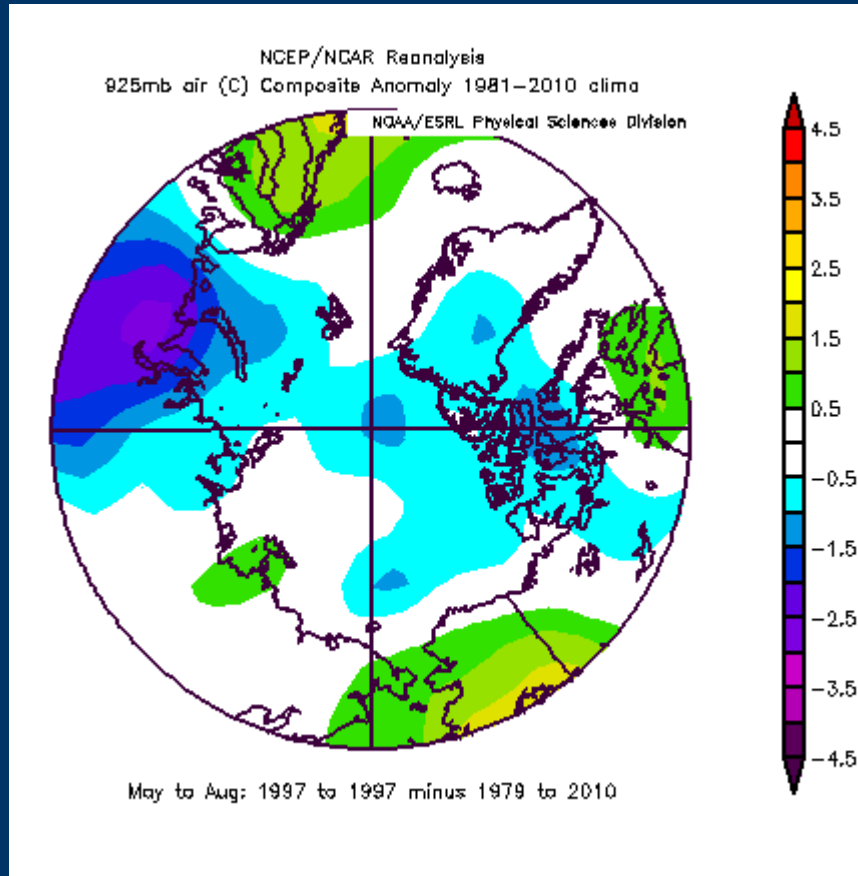 NCEP/NCAR Reanalysis
925mb air (C) Composite Anomaly 1981-2010 clima
NOAA/ESRL Physical Sciences Division
4.5
3.5
2.5
1.5
0.5
-0.5
-1.5
-2.5
-3.5
-4.5
May to Aug: 1997 to 1997 minus 1979 to 2010